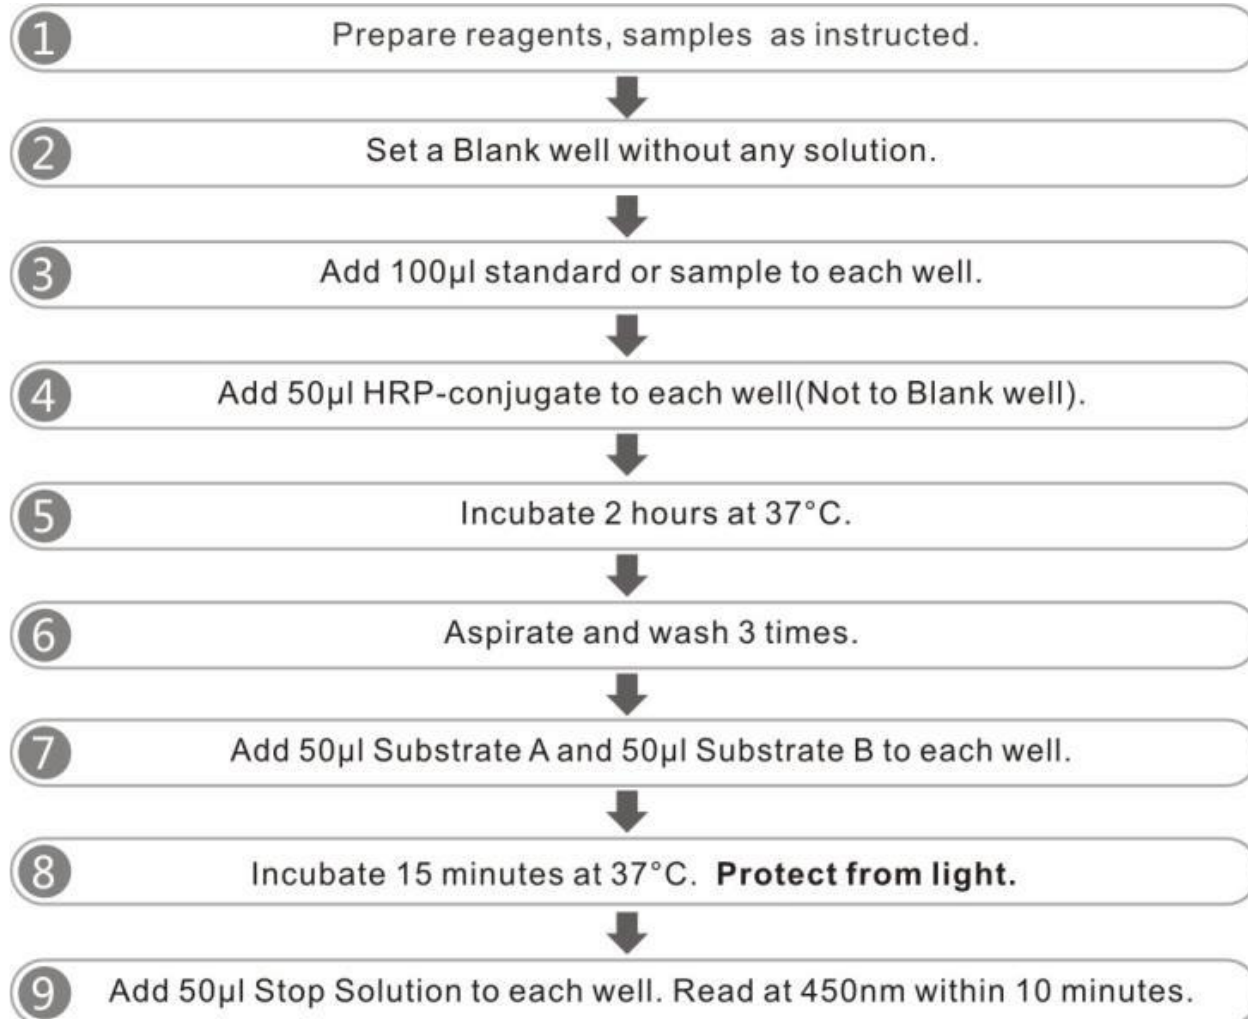 1 Prepare reagents, samples as instructed.
2 Set a Blank well without any solution.
3 Add 100μl standard or sample to each well.
4 Add 50μl HRP-conjugate to each well(Not to Blank well).
5 Incubate 2 hours at 37°C.
6 Aspirate and wash 3 times.
7 Add 50μl Substrate A and 50μl Substrate B to each well.
8 Incubate 15 minutes at 37°C. Protect from light.
9 Add 50μl Stop Solution to each well. Read at 450nm within 10 minutes.